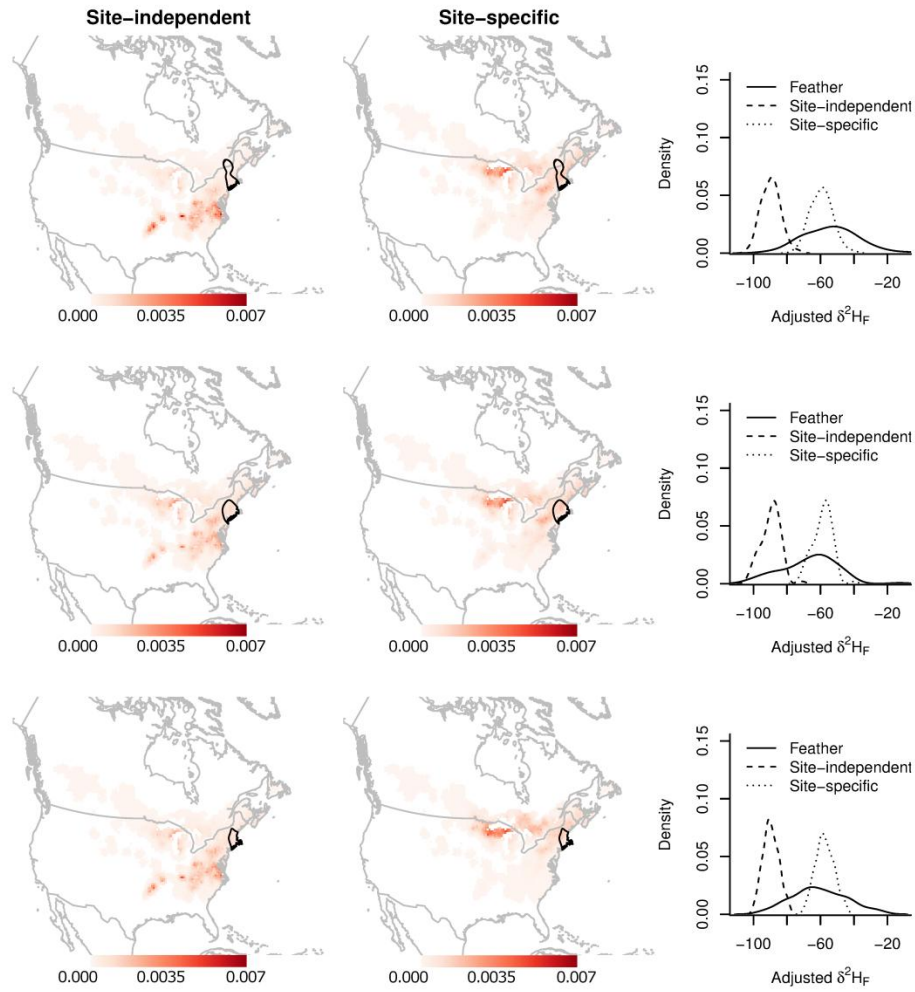 Site−independent
Site−specific
0.000 0.0035 0.007
0.000 0.0035 0.007
Density
0.15
0.10
0.05
0.00
Feather
Site−independent
Site−specific
−100 −60 −20
Adjusted δ²H_F
0.000 0.0035 0.007
0.000 0.0035 0.007
Density
0.15
0.10
0.05
0.00
Feather
Site−independent
Site−specific
−100 −60 −20
Adjusted δ²H_F
0.000 0.0035 0.007
0.000 0.0035 0.007
Density
0.15
0.10
0.05
0.00
Feather
Site−independent
Site−specific
−100 −60 −20
Adjusted δ²H_F